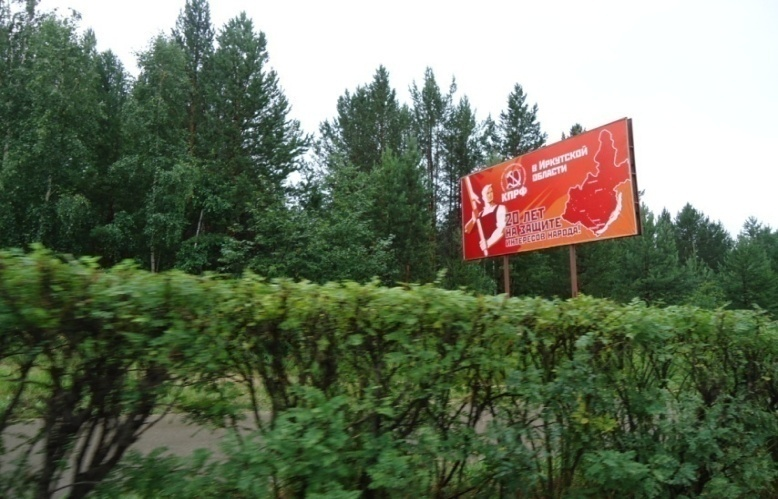 КПРФ
в Иркутской
области
20 лет
на защите
интересов народа!